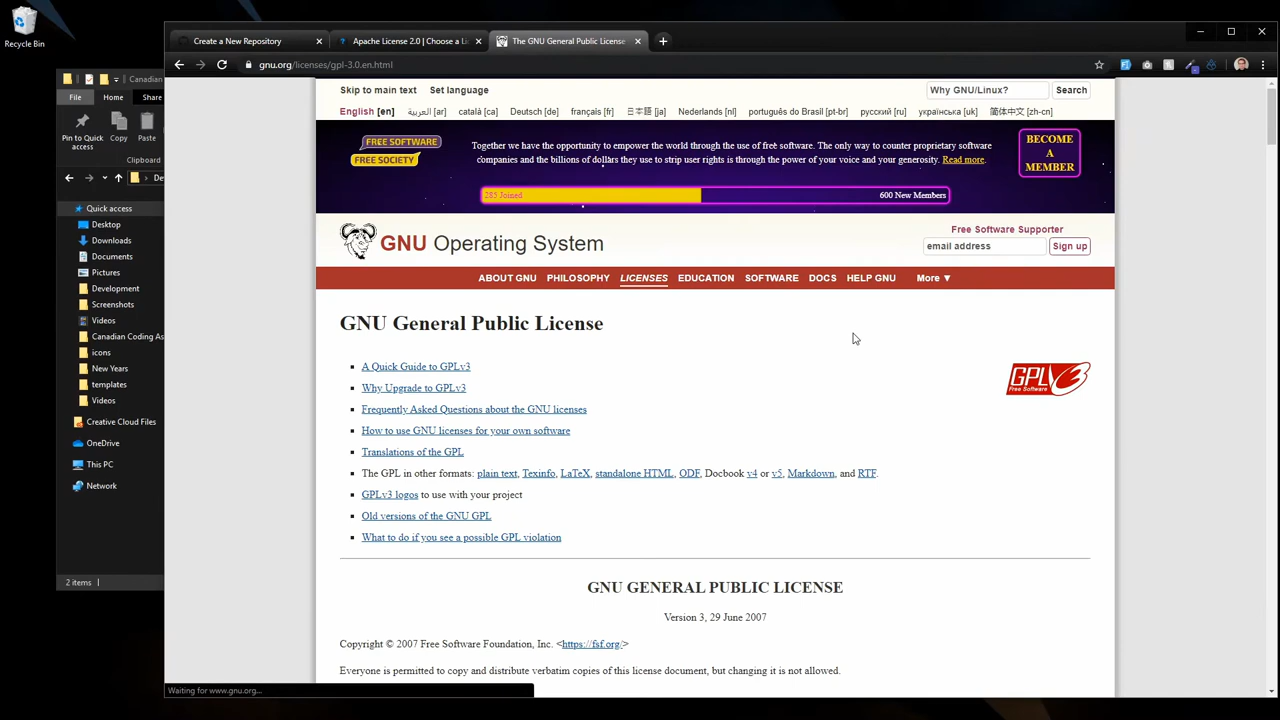 Recycle Bin
Canadian
File
Home
Share
Pin to Quick access
Copy
Paste
Clipboard
De
Quick access
Desktop
Downloads
Documents
Pictures
Development
Screenshots
Videos
Canadian Coding As
icons
New Years
templates
Videos
Creative Cloud Files
OneDrive
This PC
Network
2 items
Create a New Repository
Apache License 2.0 | Choose a Li
The GNU General Public License
gnu.org/licenses/gpl-3.0.en.html
Skip to main text Set language
Why GNU/Linux? Search
English [en] العربية [ar] català [ca] Deutsch [de] français [fr] 日本語 [ja] Nederlands [nl] português do Brasil [pt-br] русский [ru] українська [uk] 简体中文 [zh-cn]
FREE SOFTWARE
FREE SOCIETY
Together we have the opportunity to empower the world through the use of free software. The only way to counter proprietary software
companies and the billions of dollars they use to strip user rights is through the power of your voice and your generosity. Read more.
285 Joined
600 New Members
BECOME
A
MEMBER
GNU Operating System
Free Software Supporter
email address Sign up
ABOUT GNU PHILOSOPHY LICENSES EDUCATION SOFTWARE DOCS HELP GNU More ▼
GNU General Public License
GPLv3
Free Software
▪ A Quick Guide to GPLv3
▪ Why Upgrade to GPLv3
▪ Frequently Asked Questions about the GNU licenses
▪ How to use GNU licenses for your own software
▪ Translations of the GPL
▪ The GPL in other formats: plain text, Texinfo, LaTeX, standalone HTML, ODF, Docbook v4 or v5, Markdown, and RTF.
▪ GPLv3 logos to use with your project
▪ Old versions of the GNU GPL
▪ What to do if you see a possible GPL violation
GNU GENERAL PUBLIC LICENSE
Version 3, 29 June 2007
Copyright © 2007 Free Software Foundation, Inc. <https://fsf.org/>
Everyone is permitted to copy and distribute verbatim copies of this license document, but changing it is not allowed.
Waiting for www.gnu.org...